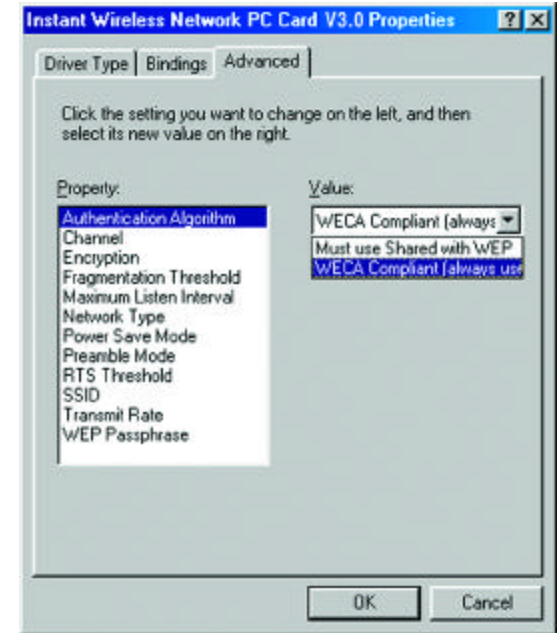 Instant Wireless Network PC Card V3.0 Properties
Driver Type Bindings Advanced
Click the setting you want to change on the left, and then
select its new value on the right.
Property:
Authentication Algorithm
Channel
Encryption
Fragmentation Threshold
Maximum Listen Interval
Network Type
Power Save Mode
Preamble Mode
RTS Threshold
SSID
Transmit Rate
WEP Passphrase
Value:
WECA Compliant (always
Must use Shared with WEP
WECA Compliant (always use
OK Cancel